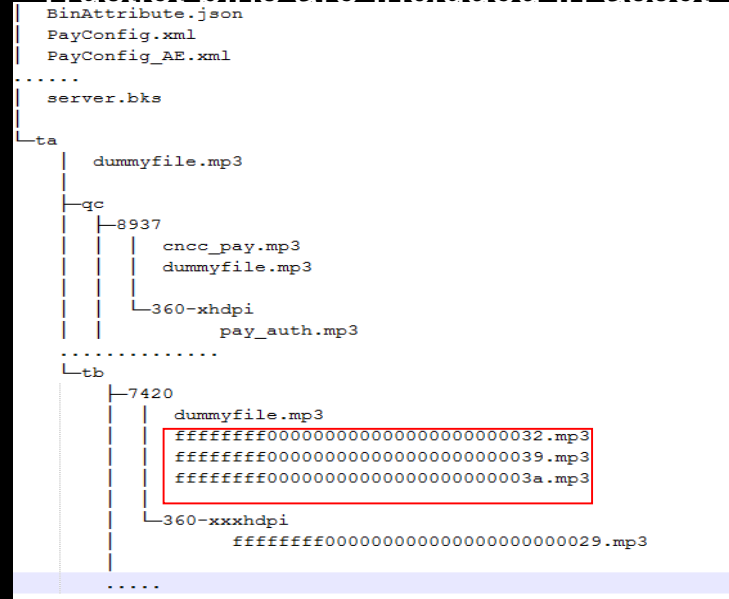 BinAttribute.json
PayConfig.xml
PayConfig_AE.xml
......
server.bks
ta
dummyfile.mp3
qc
8937
cncc_pay.mp3
dummyfile.mp3
360-xhdpi
pay_auth.mp3
..............
tb
7420
dummyfile.mp3
ffffffff000000000000000000000032.mp3
ffffffff000000000000000000000039.mp3
ffffffff00000000000000000000003a.mp3
360-xxxhdpi
ffffffff000000000000000000000029.mp3
.....